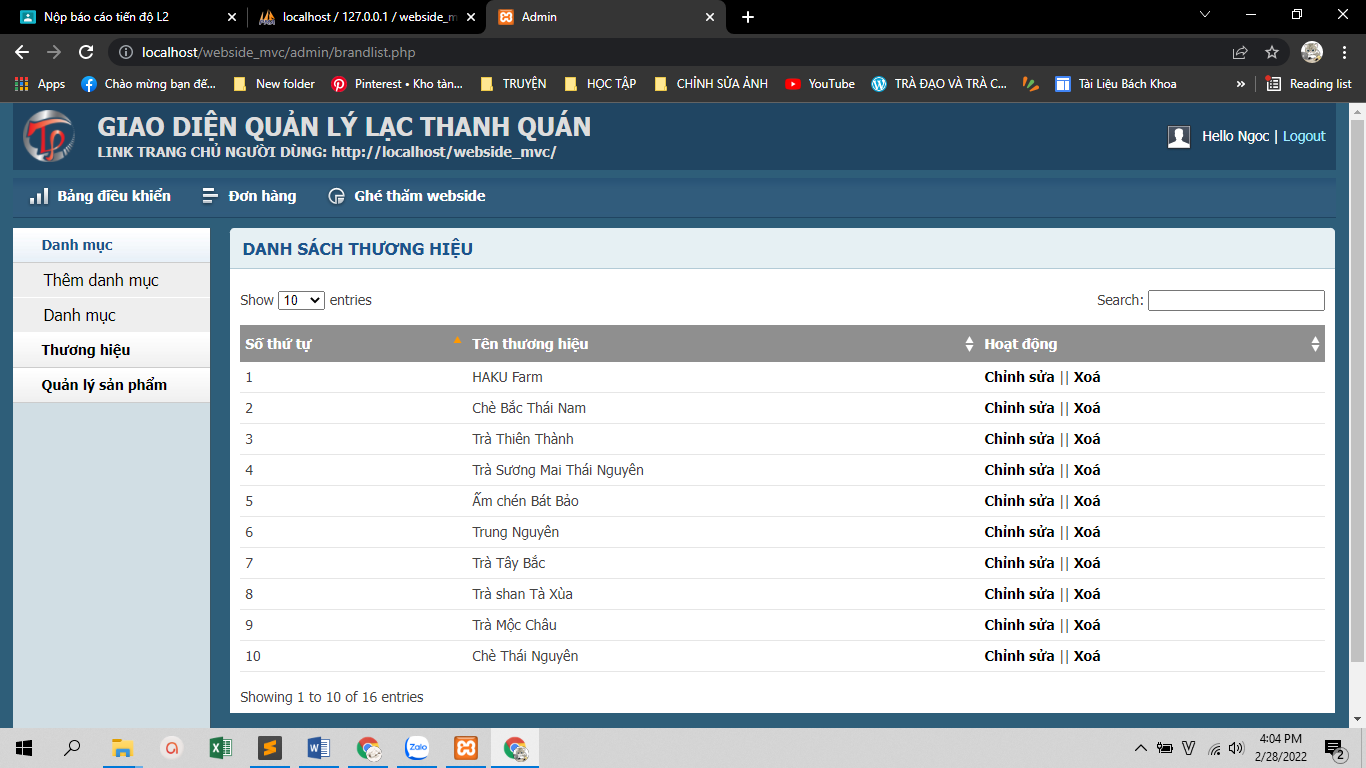 Nộp báo cáo tiến độ L2
localhost / 127.0.0.1 / webside_m
Admin
localhost/webside_mvc/admin/brandlist.php
Apps
Chào mừng bạn đế...
New folder
Pinterest • Kho tàn...
TRUYỆN
HỌC TẬP
CHỈNH SỬA ẢNH
YouTube
TRÀ ĐẠO VÀ TRÀ C...
Tài Liệu Bách Khoa
»
Reading list
GIAO DIỆN QUẢN LÝ LẠC THANH QUÁN
LINK TRANG CHỦ NGƯỜI DÙNG: http://localhost/webside_mvc/
Hello Ngoc | Logout
Bảng điều khiển
Đơn hàng
Ghé thăm webside
Danh mục
Thêm danh mục
Danh mục
Thương hiệu
Quản lý sản phẩm
DANH SÁCH THƯƠNG HIỆU
Show 10 entries
Search:
Số thứ tự Tên thương hiệu Hoạt động
1 HAKU Farm Chỉnh sửa || Xoá
2 Chè Bắc Thái Nam Chỉnh sửa || Xoá
3 Trà Thiên Thành Chỉnh sửa || Xoá
4 Trà Sương Mai Thái Nguyên Chỉnh sửa || Xoá
5 Ấm chén Bát Bảo Chỉnh sửa || Xoá
6 Trung Nguyên Chỉnh sửa || Xoá
7 Trà Tây Bắc Chỉnh sửa || Xoá
8 Trà shan Tà Xùa Chỉnh sửa || Xoá
9 Trà Mộc Châu Chỉnh sửa || Xoá
10 Chè Thái Nguyên Chỉnh sửa || Xoá
Showing 1 to 10 of 16 entries
Zalo
4:04 PM
2/28/2022
2